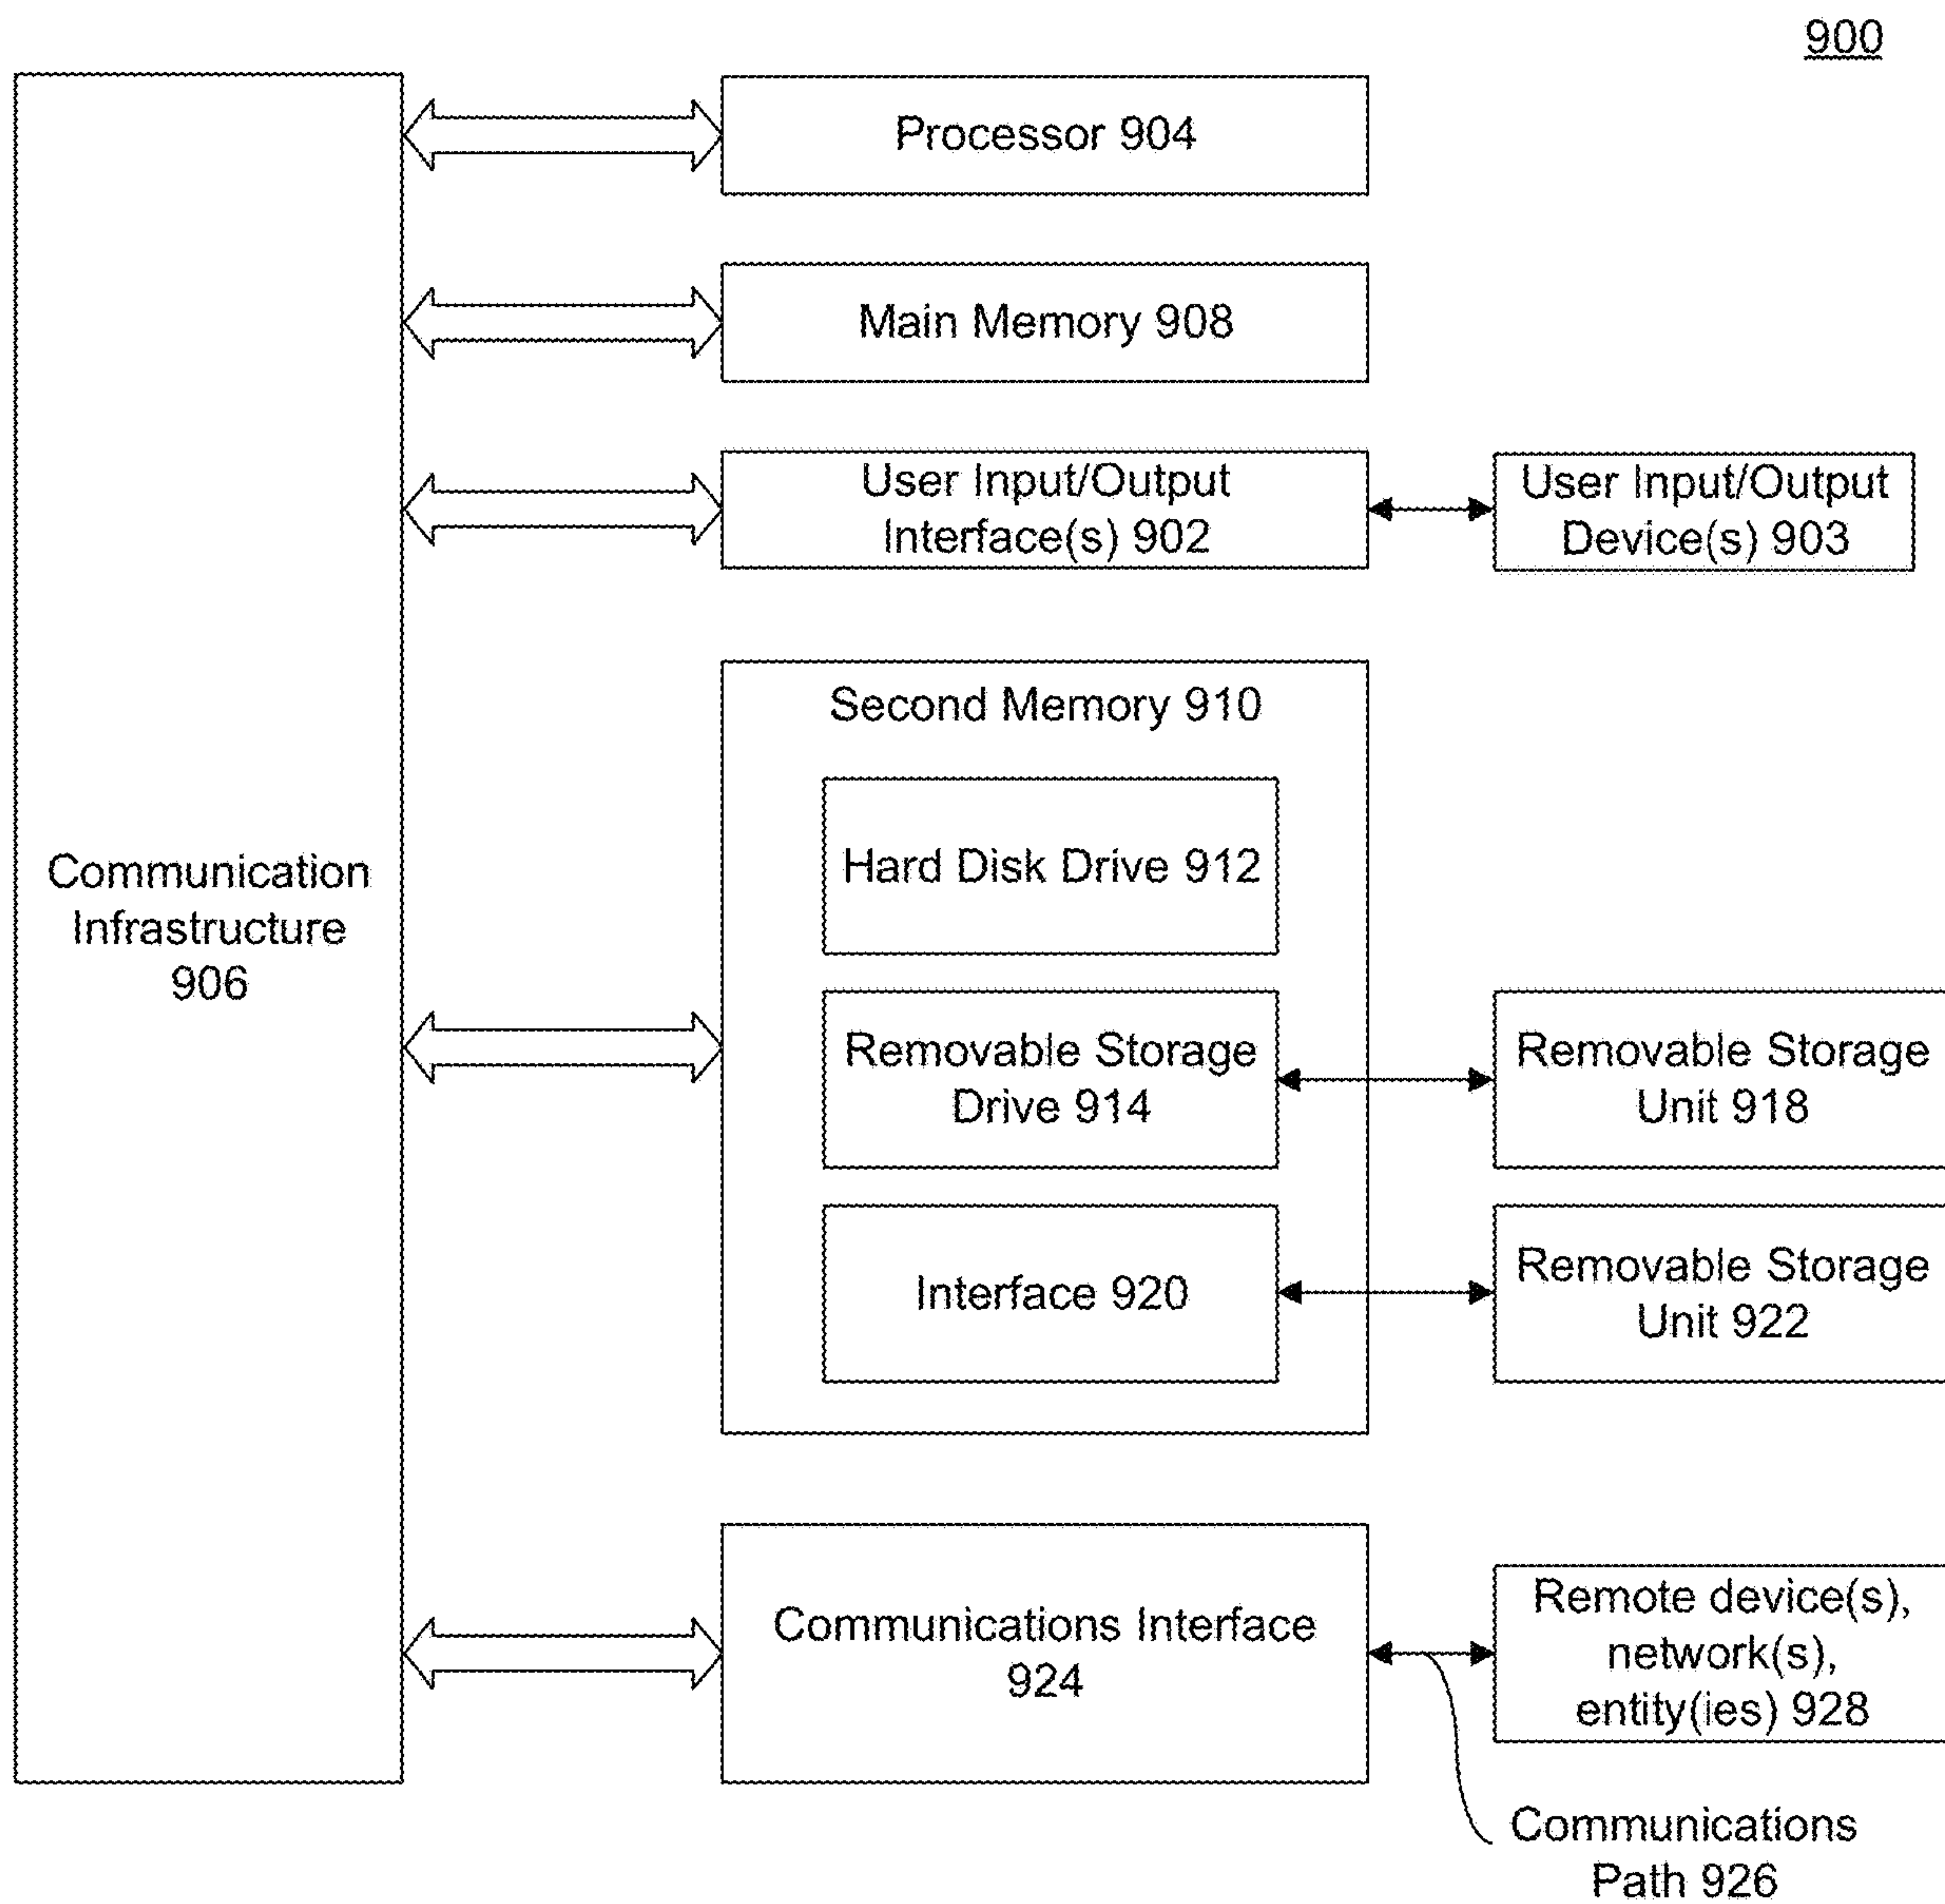 900
Processor 904
Main Memory 908
User Input/Output
Interface(s) 902
User Input/Output
Device(s) 903
Second Memory 910
Hard Disk Drive 912
Communication
Infrastructure
906
Removable Storage
Drive 914
Removable Storage
Unit 918
Interface 920
Removable Storage
Unit 922
Communications Interface
924
Remote device(s),
network(s),
entity(ies) 928
Communications
Path 926